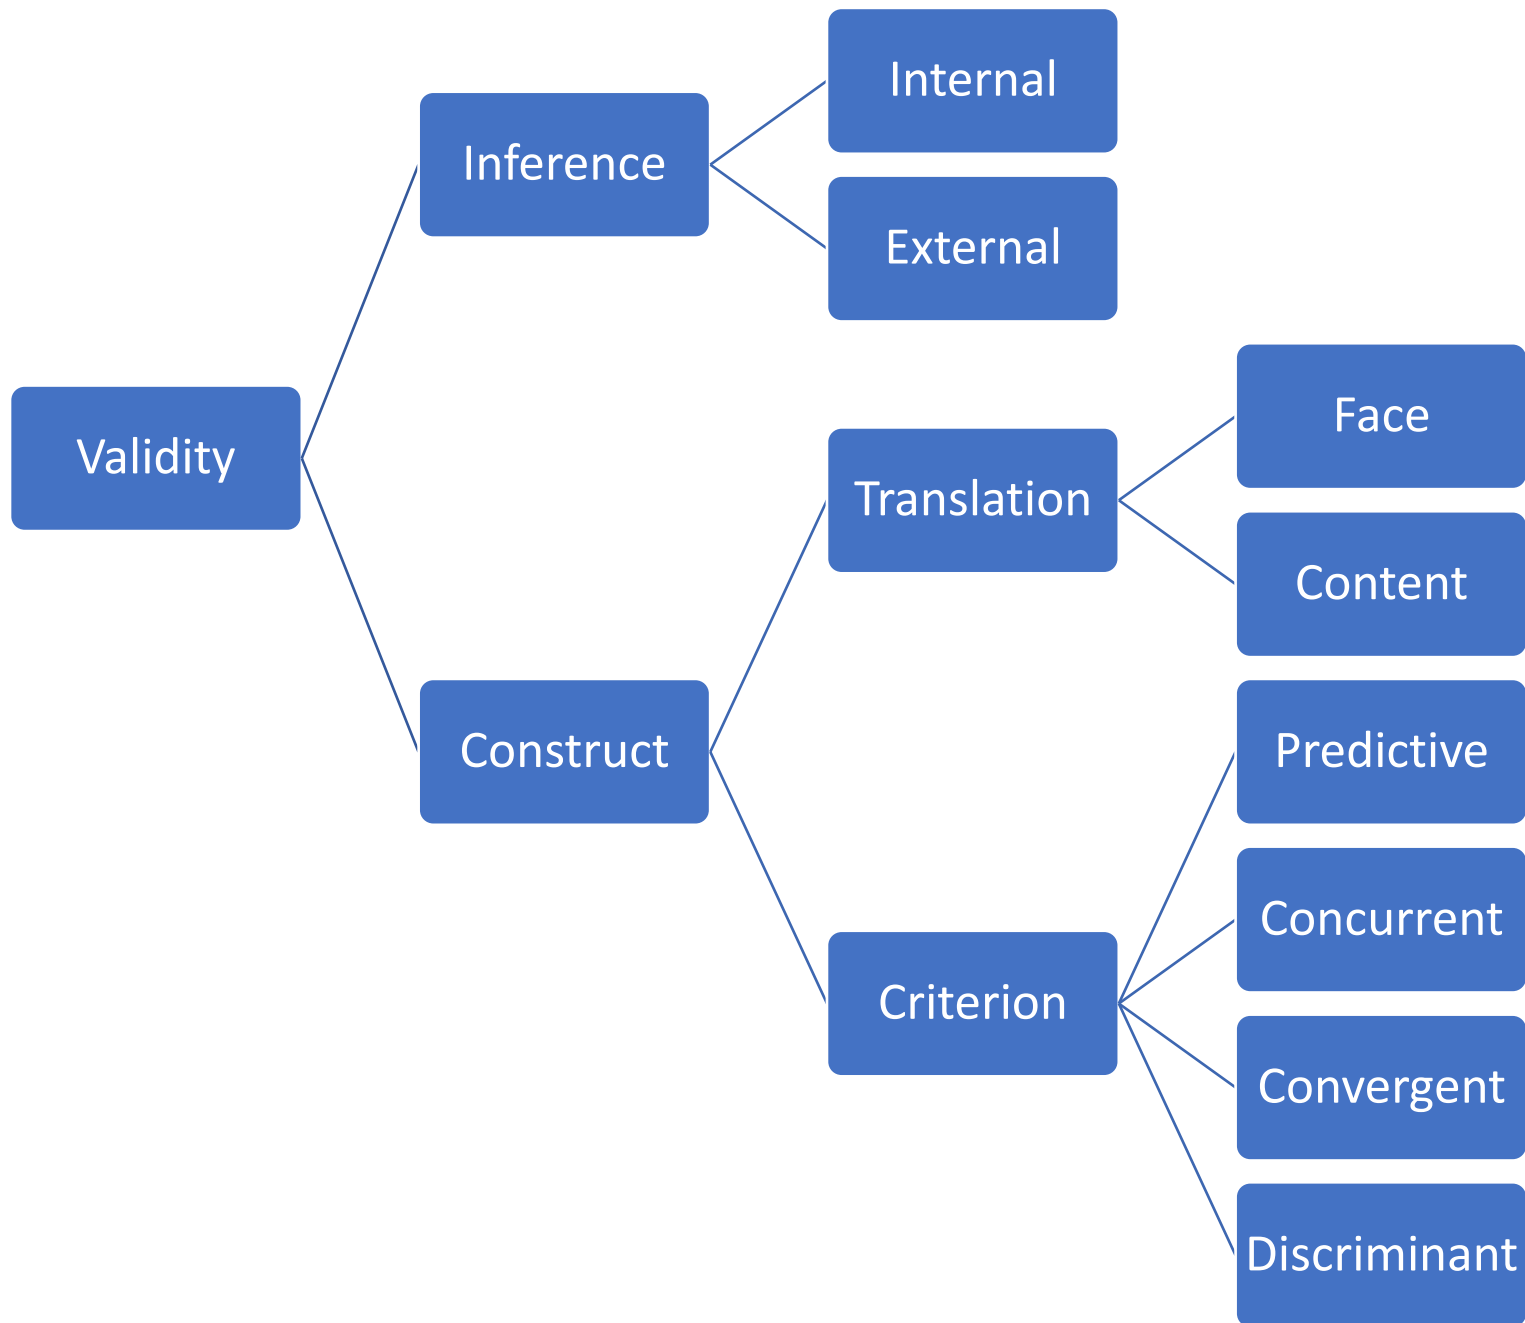 Validity
Inference
Internal
External
Construct
Translation
Face
Content
Criterion
Predictive
Concurrent
Convergent
Discriminant